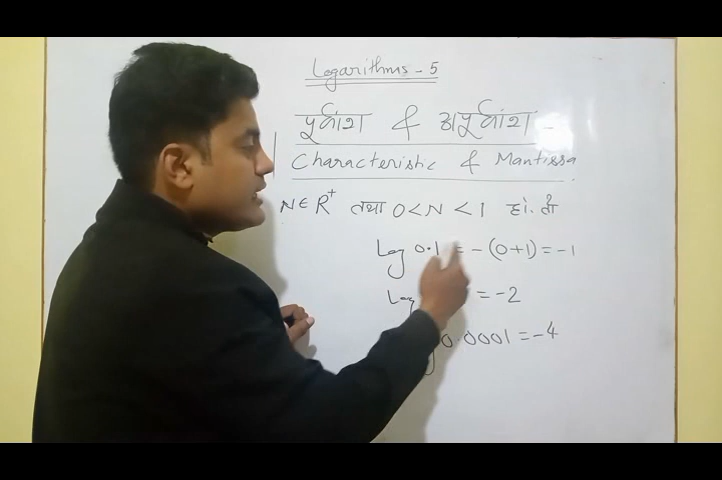 Logarithms - 5
पूर्वांश & अपूर्वांश -
Characteristic & Mantissa
N∈R⁺ तथा 0<N<1 हो. तो
Log 0.1 = -(0+1) = -1
Log = -2
0.0001 = -4